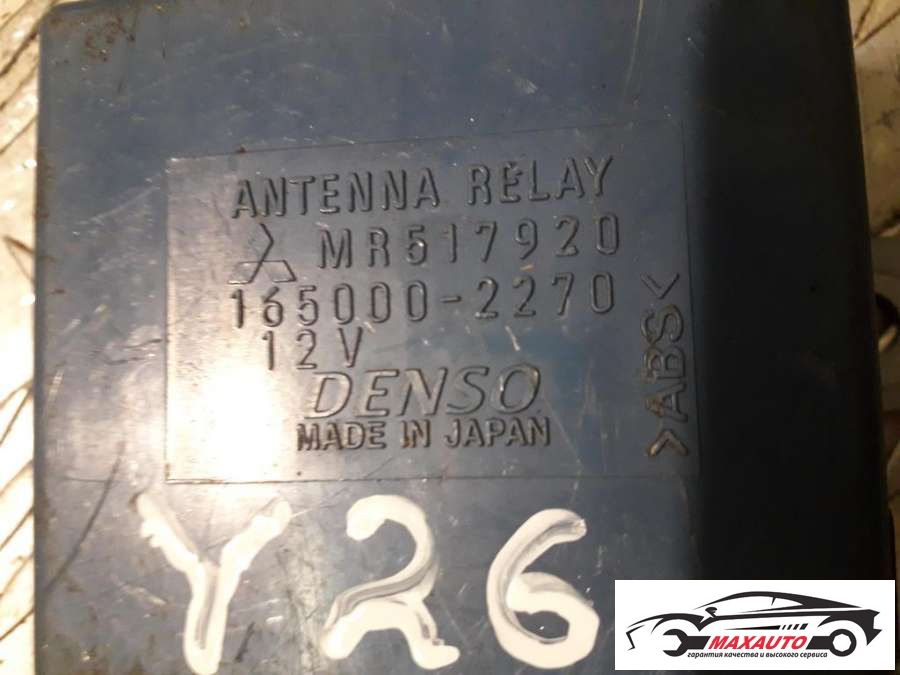 ANTENNA RELAY
MR517920
165000-2270
12V
DENSO
MADE IN JAPAN
>ABS<
Y26
MAXAUTO
гарантия качества и высокого сервиса